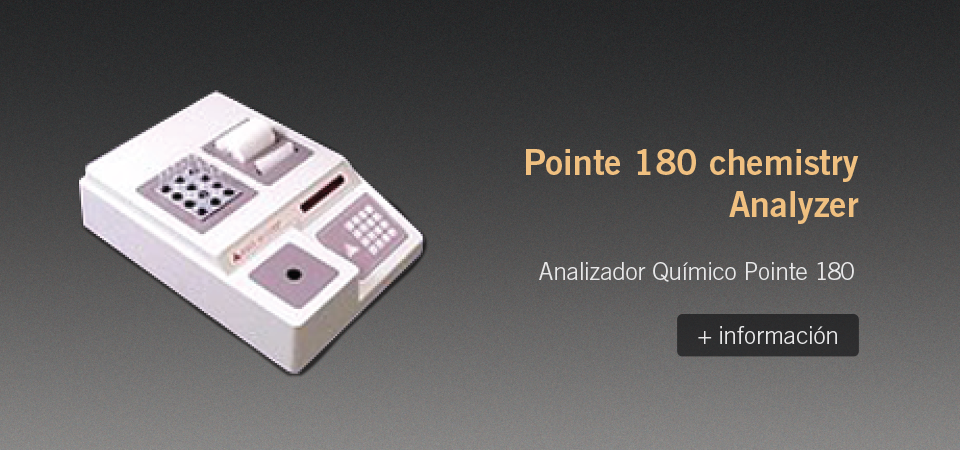 Pointe 180 chemistry
Analyzer
Analizador Químico Pointe 180
+ información